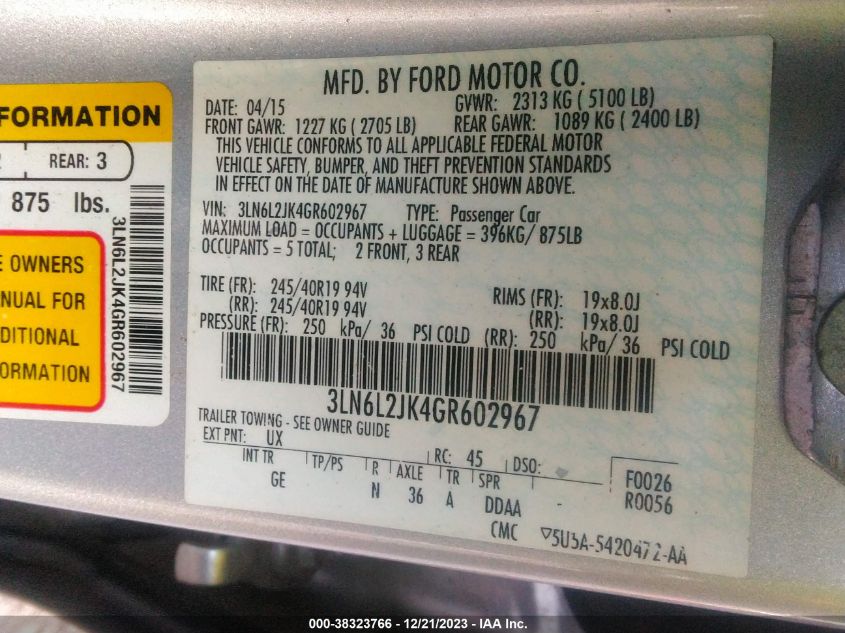 FORMATION
REAR: 3
875 lbs.
E OWNERS
NUAL FOR
DDITIONAL
ORMATION
3LN6L2JK4GR602967
MFD. BY FORD MOTOR CO.
DATE: 04/15 GVWR: 2313 KG ( 5100 LB)
FRONT GAWR: 1227 KG ( 2705 LB) REAR GAWR: 1089 KG ( 2400 LB)
THIS VEHICLE CONFORMS TO ALL APPLICABLE FEDERAL MOTOR
VEHICLE SAFETY, BUMPER, AND THEFT PREVENTION STANDARDS
IN EFFECT ON THE DATE OF MANUFACTURE SHOWN ABOVE.
VIN: 3LN6L2JK4GR602967 TYPE: Passenger Car
MAXIMUM LOAD = OCCUPANTS + LUGGAGE = 396KG/ 875LB
OCCUPANTS = 5 TOTAL; 2 FRONT, 3 REAR
TIRE (FR): 245/40R19 94V RIMS (FR): 19x8.0J
(RR): 245/40R19 94V (RR): 19x8.0J
PRESSURE (FR): 250 kPa/ 36 PSI COLD (RR): 250 kPa/ 36 PSI COLD
3LN6L2JK4GR602967
TRAILER TOWING - SEE OWNER GUIDE
EXT PNT: UX RC: 45 DSO: F0026
INT TR TP/PS R AXLE TR SPR R0056
GE N 36 A DDAA
CMC 5U5A-5420472-AA
000-38323766 - 12/21/2023 - IAA Inc.